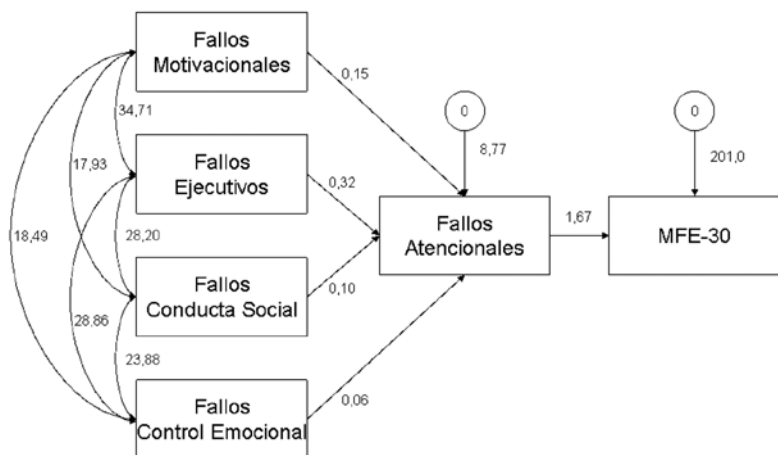 Fallos
Motivacionales
0,15
0
0
34,71
8,77
201,0
17,93
Fallos
Ejecutivos
0,32
Fallos
Atencionales
1,67
MFE-30
18,49
28,20
Fallos
Conducta Social
0,10
28,86
23,88
Fallos
Control Emocional
0,06